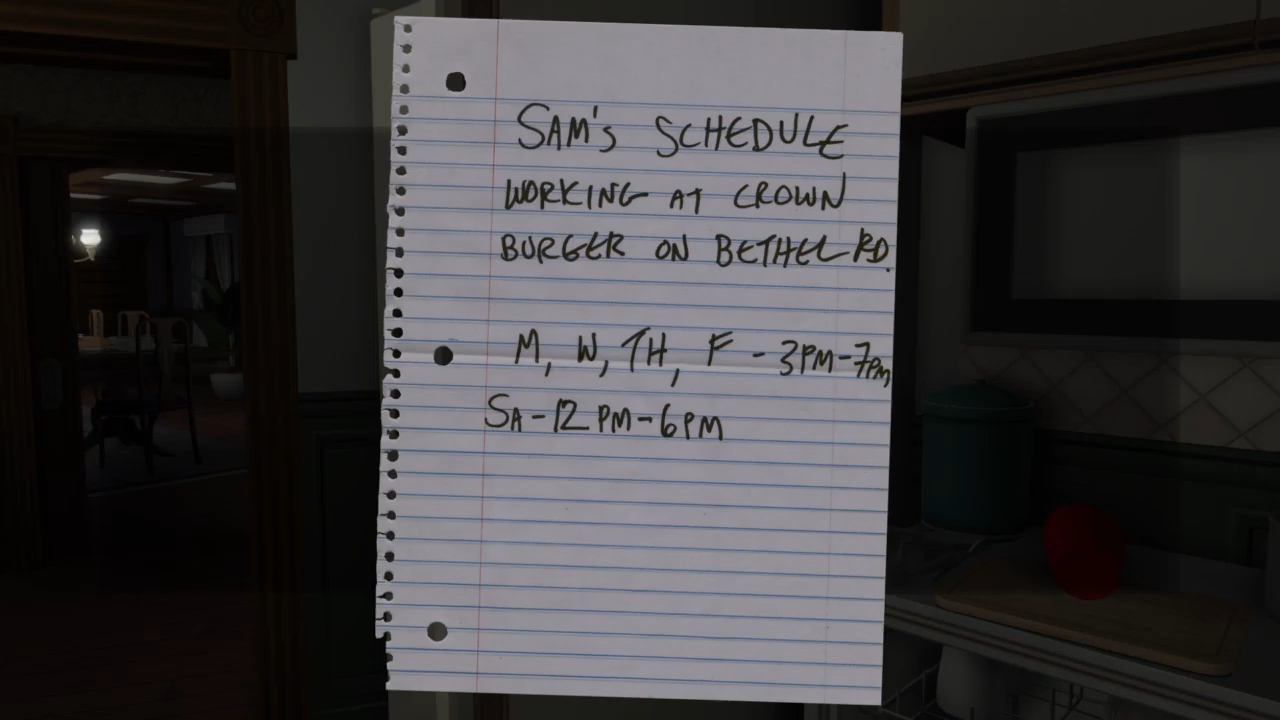 SAM'S SCHEDULE
WORKING AT CROWN
BURGER ON BETHEL RD.
M, W, TH, F - 3PM-7PM
SA-12 PM-6PM